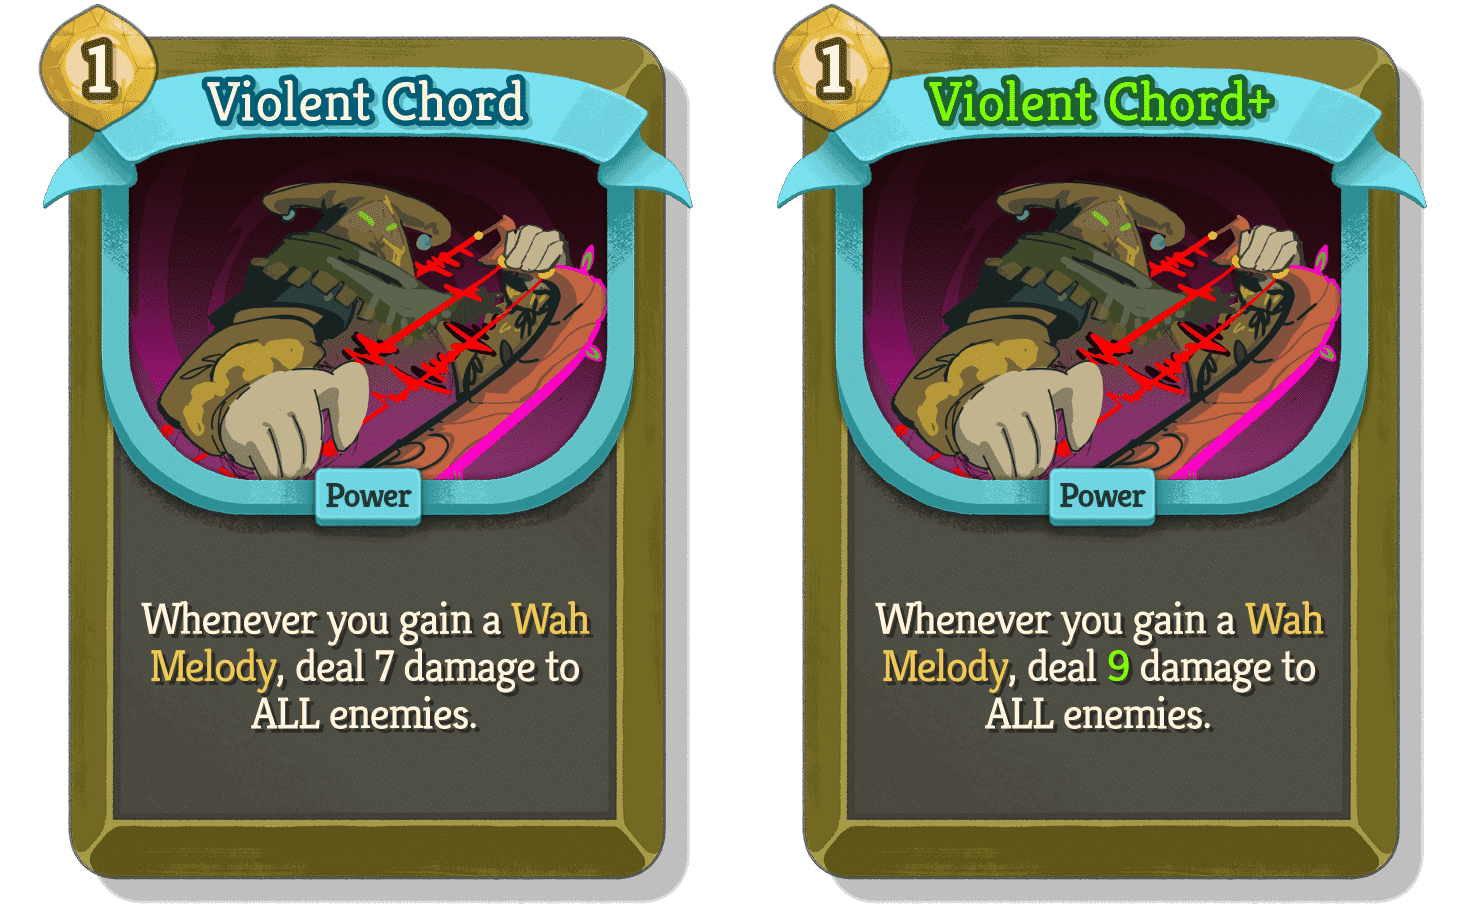 1
Violent Chord
Power
Whenever you gain a Wah
Melody, deal 7 damage to
ALL enemies.
1
Violent Chord+
Power
Whenever you gain a Wah
Melody, deal 9 damage to
ALL enemies.